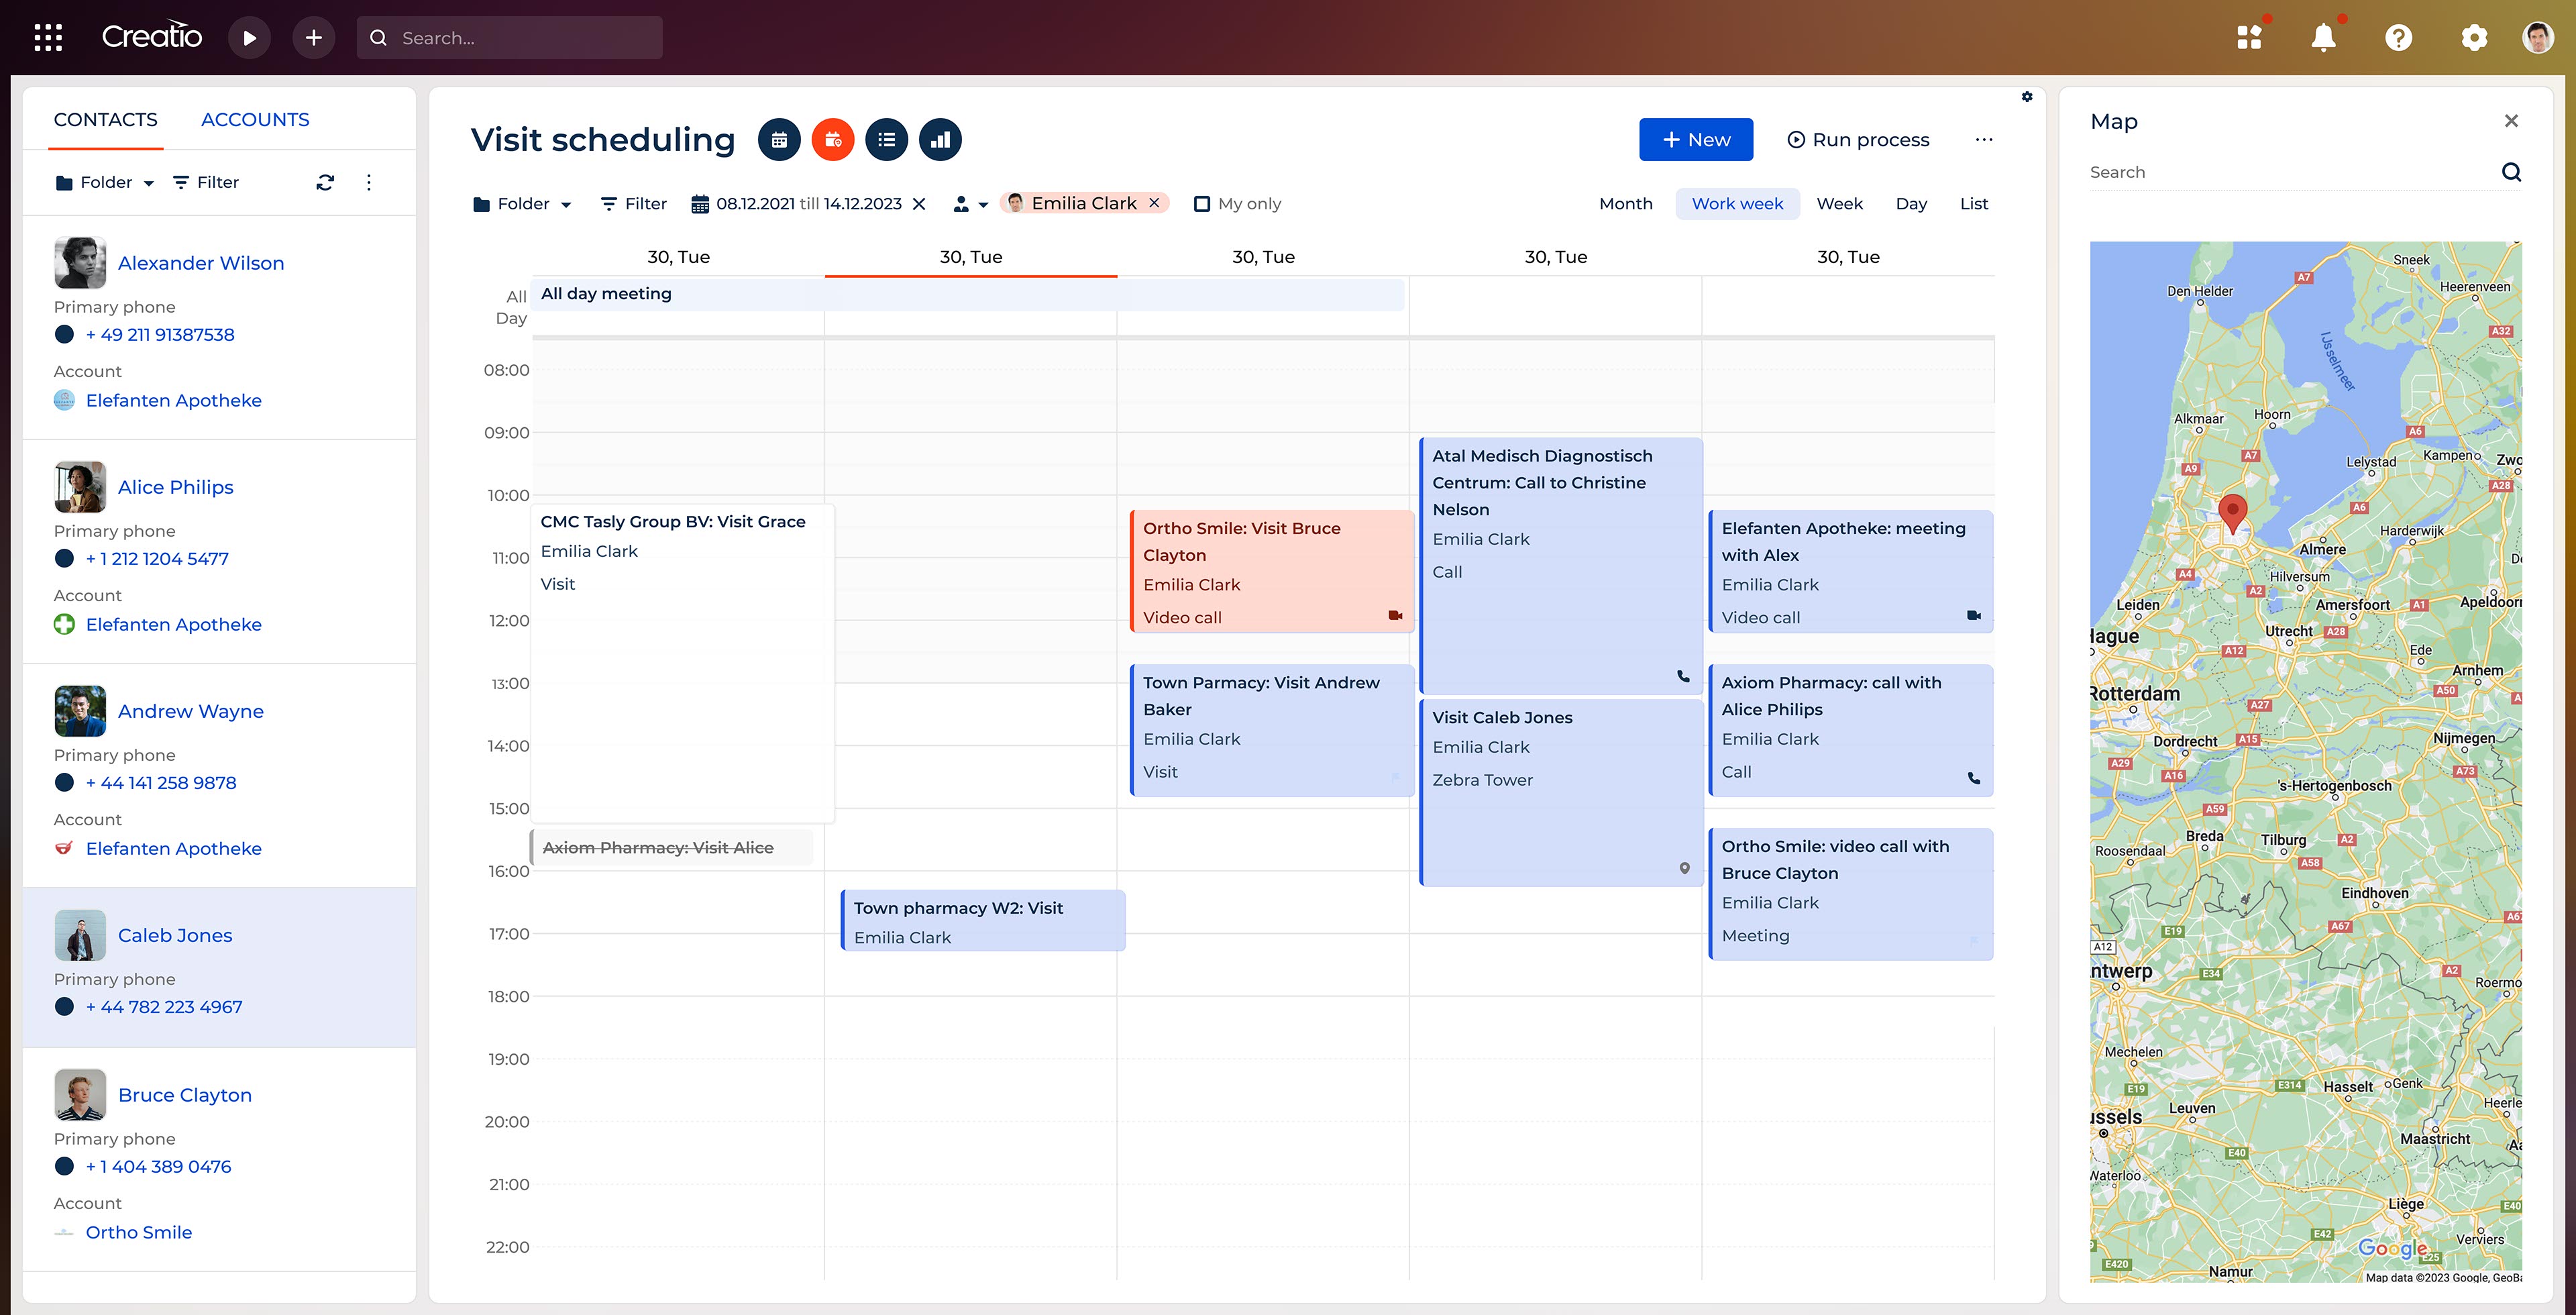 Creatio
Search...
CONTACTS
ACCOUNTS
Folder
Filter
Alexander Wilson
Primary phone
+ 49 211 91387538
Account
Elefanten Apotheke
Alice Philips
Primary phone
+ 1 212 1204 5477
Account
Elefanten Apotheke
Andrew Wayne
Primary phone
+ 44 141 258 9878
Account
Elefanten Apotheke
Caleb Jones
Primary phone
+ 44 782 223 4967
Bruce Clayton
Primary phone
+ 1 404 389 0476
Account
Ortho Smile
Visit scheduling
New
Run process
Folder
Filter
08.12.2021 till 14.12.2023
Emilia Clark
My only
Month
Work week
Week
Day
List
30, Tue
30, Tue
30, Tue
30, Tue
30, Tue
All
Day
All day meeting
08:00
09:00
10:00
11:00
12:00
13:00
14:00
15:00
16:00
17:00
18:00
19:00
20:00
21:00
22:00
CMC Tasly Group BV: Visit Grace
Emilia Clark
Visit
Axiom Pharmacy: Visit Alice
Town pharmacy W2: Visit
Emilia Clark
Ortho Smile: Visit Bruce
Clayton
Emilia Clark
Video call
Town Parmacy: Visit Andrew
Baker
Emilia Clark
Visit
Atal Medisch Diagnostisch
Centrum: Call to Christine
Nelson
Emilia Clark
Call
Visit Caleb Jones
Emilia Clark
Zebra Tower
Elefanten Apotheke: meeting
with Alex
Emilia Clark
Video call
Axiom Pharmacy: call with
Alice Philips
Emilia Clark
Call
Ortho Smile: video call with
Bruce Clayton
Emilia Clark
Meeting
Map
Search
Sneek
A7
Den Helder
Heerenveen
A32
IJsselmeer
Alkmaar
Hoorn
A6
A7
A9
Lelystad
Kampen
Zwo
A28
A6
Harderwijk
Almere
De
A4
Hilversum
A2
Leiden
Amersfoort
A1
Apeldoorn
Hague
Utrecht
A28
A12
Ede
Arnhem
Rotterdam
A50
A
A27
Dordrecht
A15
Nijmegen
A29
A16
A73
's-Hertogenbosch
A59
Breda
Tilburg
A2
Roosendaal
A58
Eindhoven
A67
A67
E19
A12
ntwerp
E34
A2
Roermo
Mechelen
E19
E314
Hasselt
Genk
Leuven
Heerle
ussels
Maastricht
Aa
E40
Waterloo
Liège
E40
E42
Google
E25
Verviers
E420
Namur
Map data ©2023 Google, GeoBa